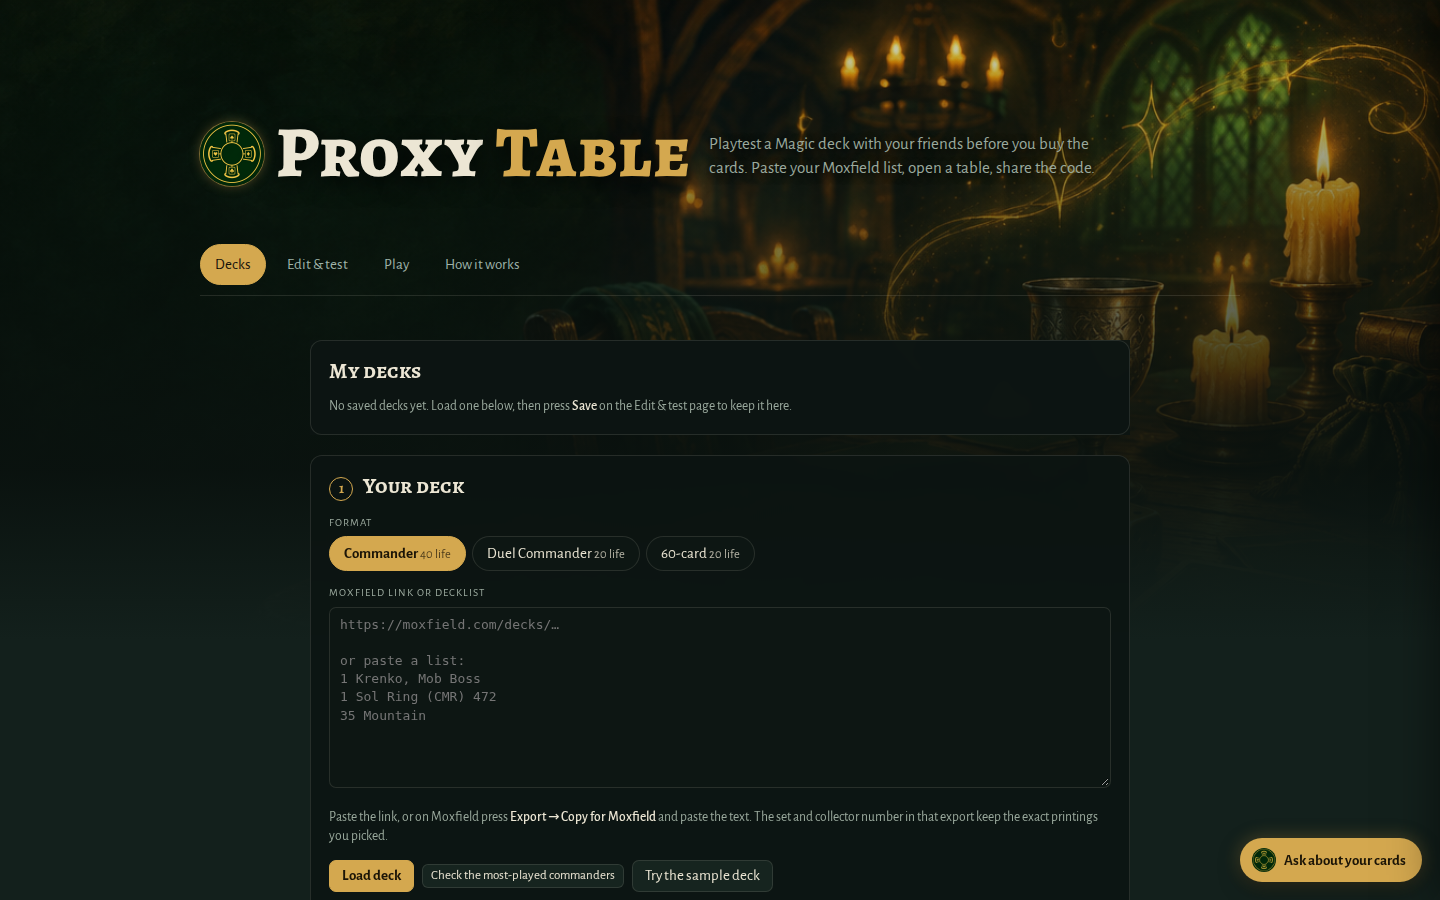 Proxy Table
Playtest a Magic deck with your friends before you buy the
cards. Paste your Moxfield list, open a table, share the code.
Decks
Edit & test
Play
How it works
My decks
No saved decks yet. Load one below, then press Save on the Edit & test page to keep it here.
1 Your deck
FORMAT
Commander 40 life
Duel Commander 20 life
60-card 20 life
MOXFIELD LINK OR DECKLIST
https://moxfield.com/decks/…
or paste a list:
1 Krenko, Mob Boss
1 Sol Ring (CMR) 472
35 Mountain
Paste the link, or on Moxfield press Export → Copy for Moxfield and paste the text. The set and collector number in that export keep the exact printings
you picked.
Load deck
Check the most-played commanders
Try the sample deck
Ask about your cards